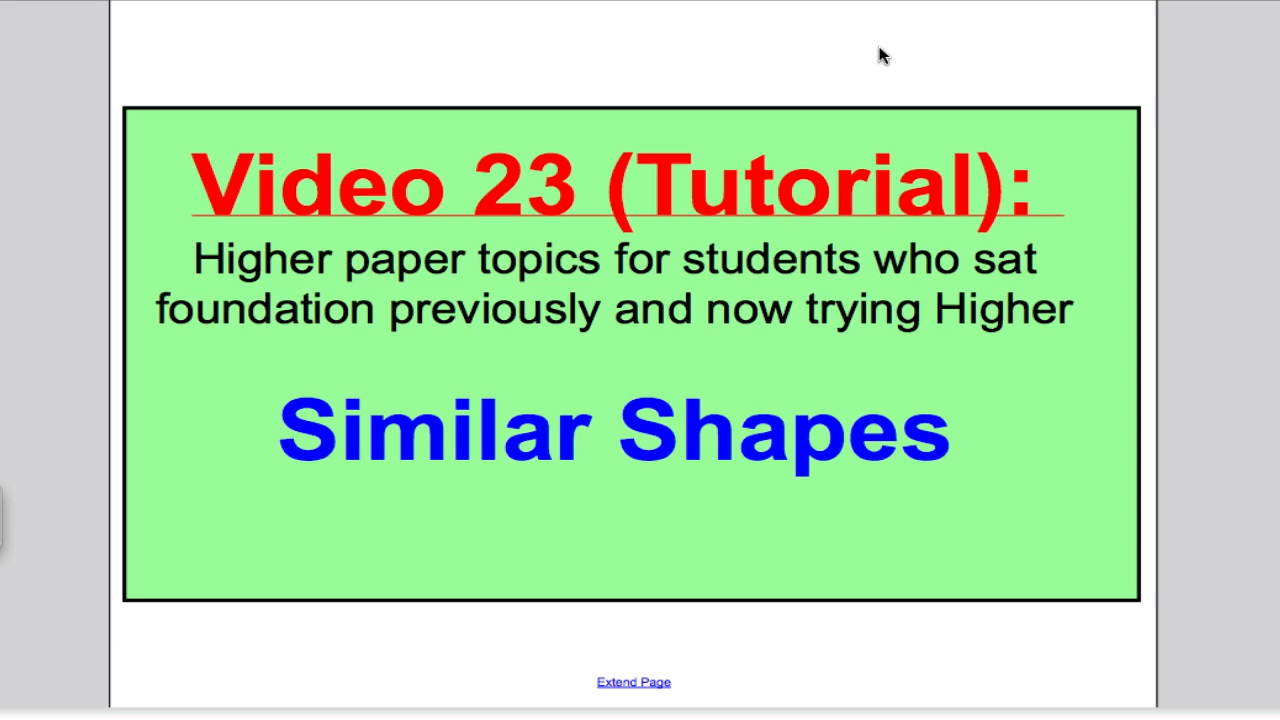 Video 23 (Tutorial):
Higher paper topics for students who sat
foundation previously and now trying Higher
Similar Shapes
Extend Page